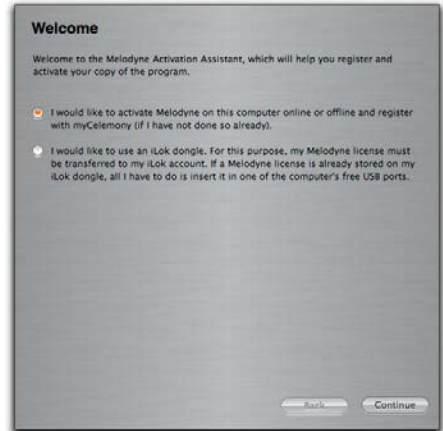 Welcome
Welcome to the Melodyne Activation Assistant, which will help you register and
activate your copy of the program.
I would like to activate Melodyne on this computer online or offline and register
with myCelemony (if I have not done so already).
I would like to use an iLok dongle. For this purpose, my Melodyne license must
be transferred to my iLok account. If a Melodyne license is already stored on my
iLok dongle, all I have to do is insert it in one of the computer's free USB ports.
Back Continue